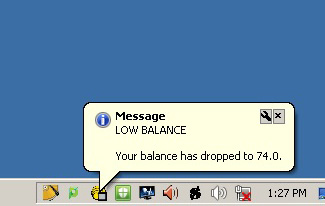 Message
LOW BALANCE
Your balance has dropped to 74.0.
1:27 PM